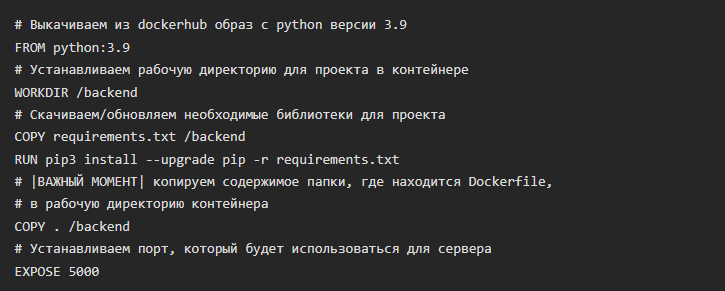 # Выкачиваем из dockerhub образ с python версии 3.9
FROM python:3.9
# Устанавливаем рабочую директорию для проекта в контейнере
WORKDIR /backend
# Скачиваем/обновляем необходимые библиотеки для проекта
COPY requirements.txt /backend
RUN pip3 install --upgrade pip -r requirements.txt
# |ВАЖНЫЙ МОМЕНТ| копируем содержимое папки, где находится Dockerfile,
# в рабочую директорию контейнера
COPY . /backend
# Устанавливаем порт, который будет использоваться для сервера
EXPOSE 5000